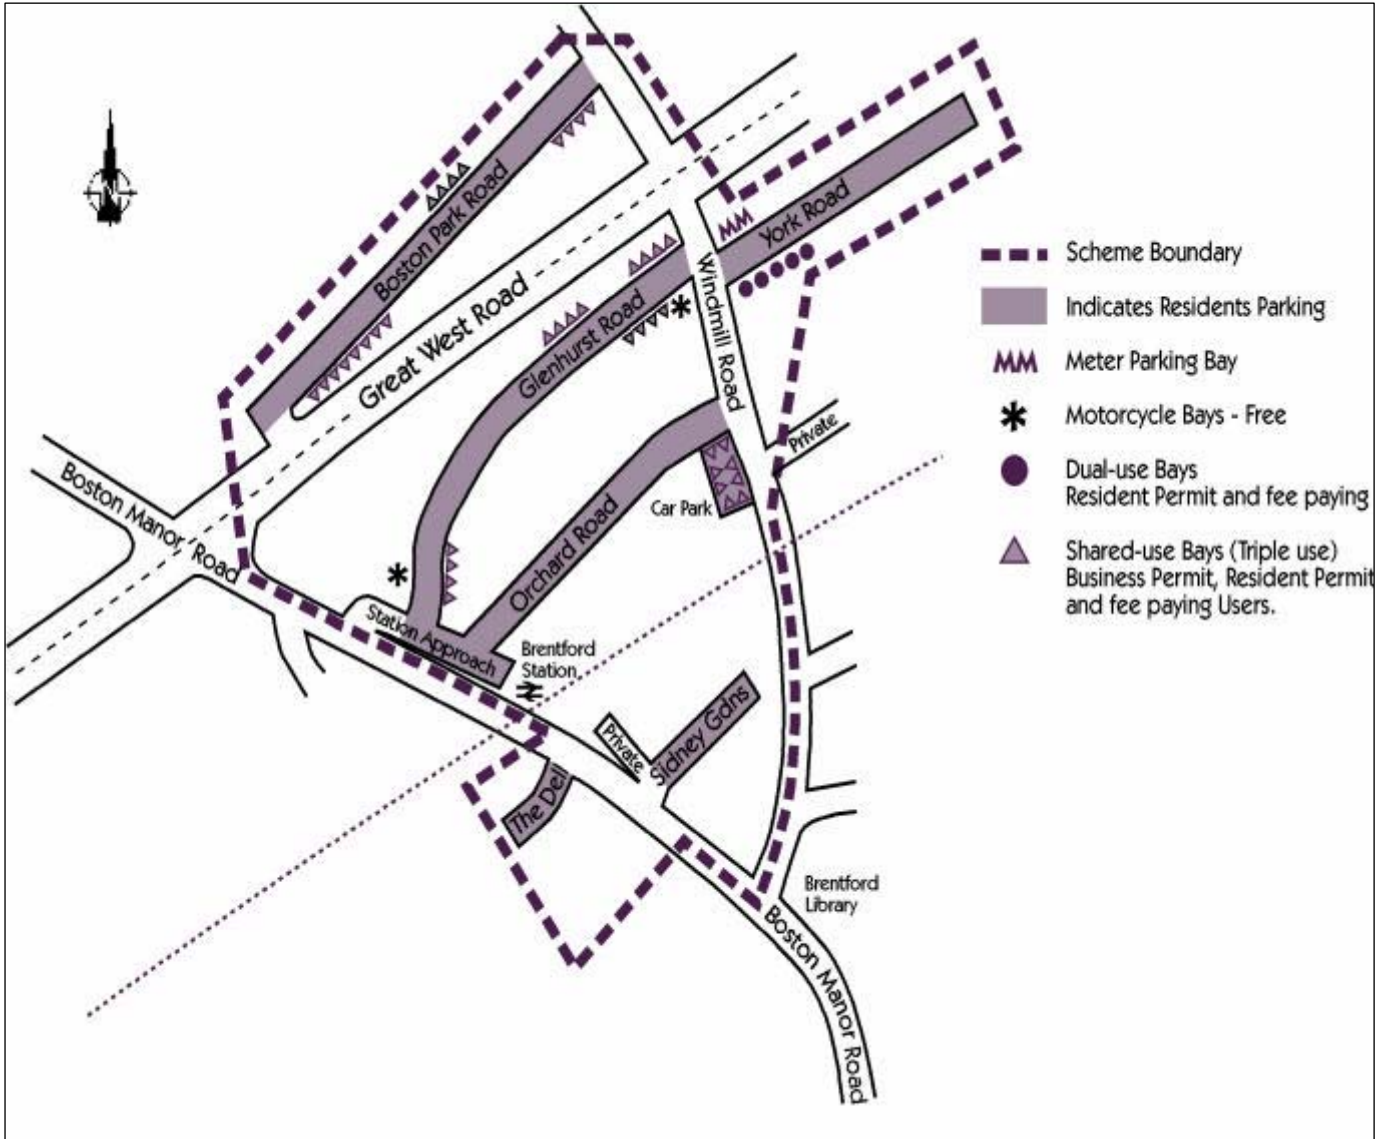 Boston Park Road
Great West Road
York Road
Glenhurst Road
Windmill Road
Private
Boston Manor Road
Orchard Road
Car Park
Station Approach
Brentford
Station
Private
Sidney Gdns
The Dell
Brentford
Library
Boston Manor Road
Scheme Boundary
Indicates Residents Parking
MM Meter Parking Bay
Motorcycle Bays - Free
Dual-use Bays
Resident Permit and fee paying
Shared-use Bays (Triple use)
Business Permit, Resident Permit
and fee paying Users.
MM